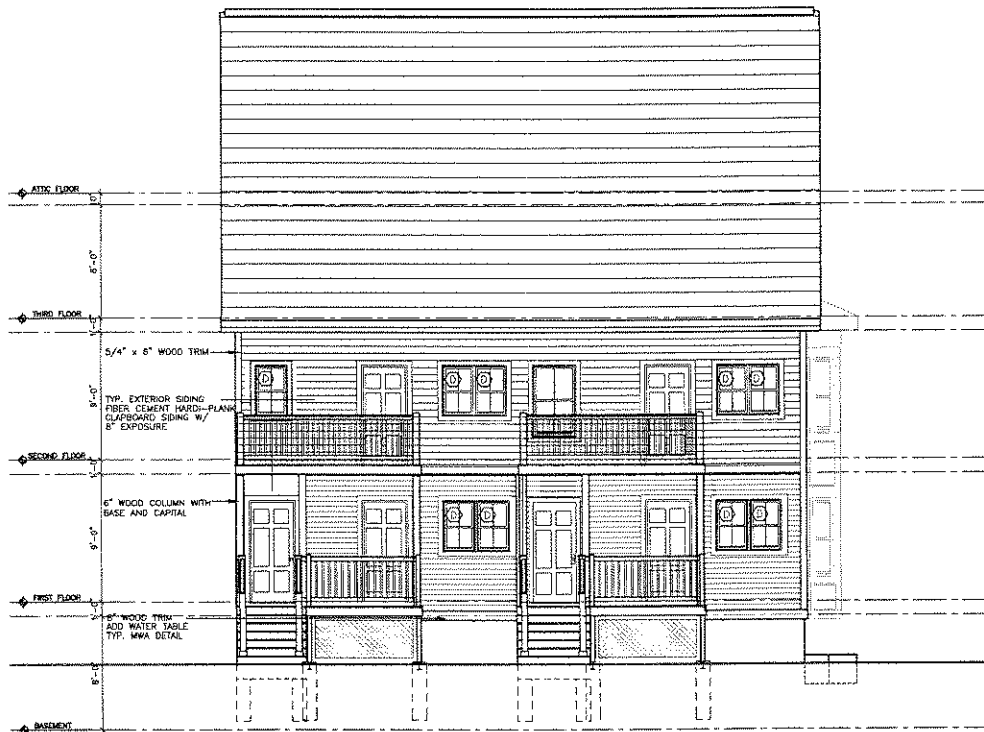 ATTIC FLOOR
8'-0"
THIRD FLOOR
5/4" x 8" WOOD TRIM
9'-0"
TYP. EXTERIOR SIDING
FIBER CEMENT HARDI-PLANK
CLAPBOARD SIDING W/
8" EXPOSURE
D
D
D
D
D
SECOND FLOOR
6" WOOD COLUMN WITH
BASE AND CAPITAL
9'-0"
D
D
D
D
FIRST FLOOR
8" WOOD TRIM
ADD WATER TABLE
TYP. MWA DETAIL
BASEMENT